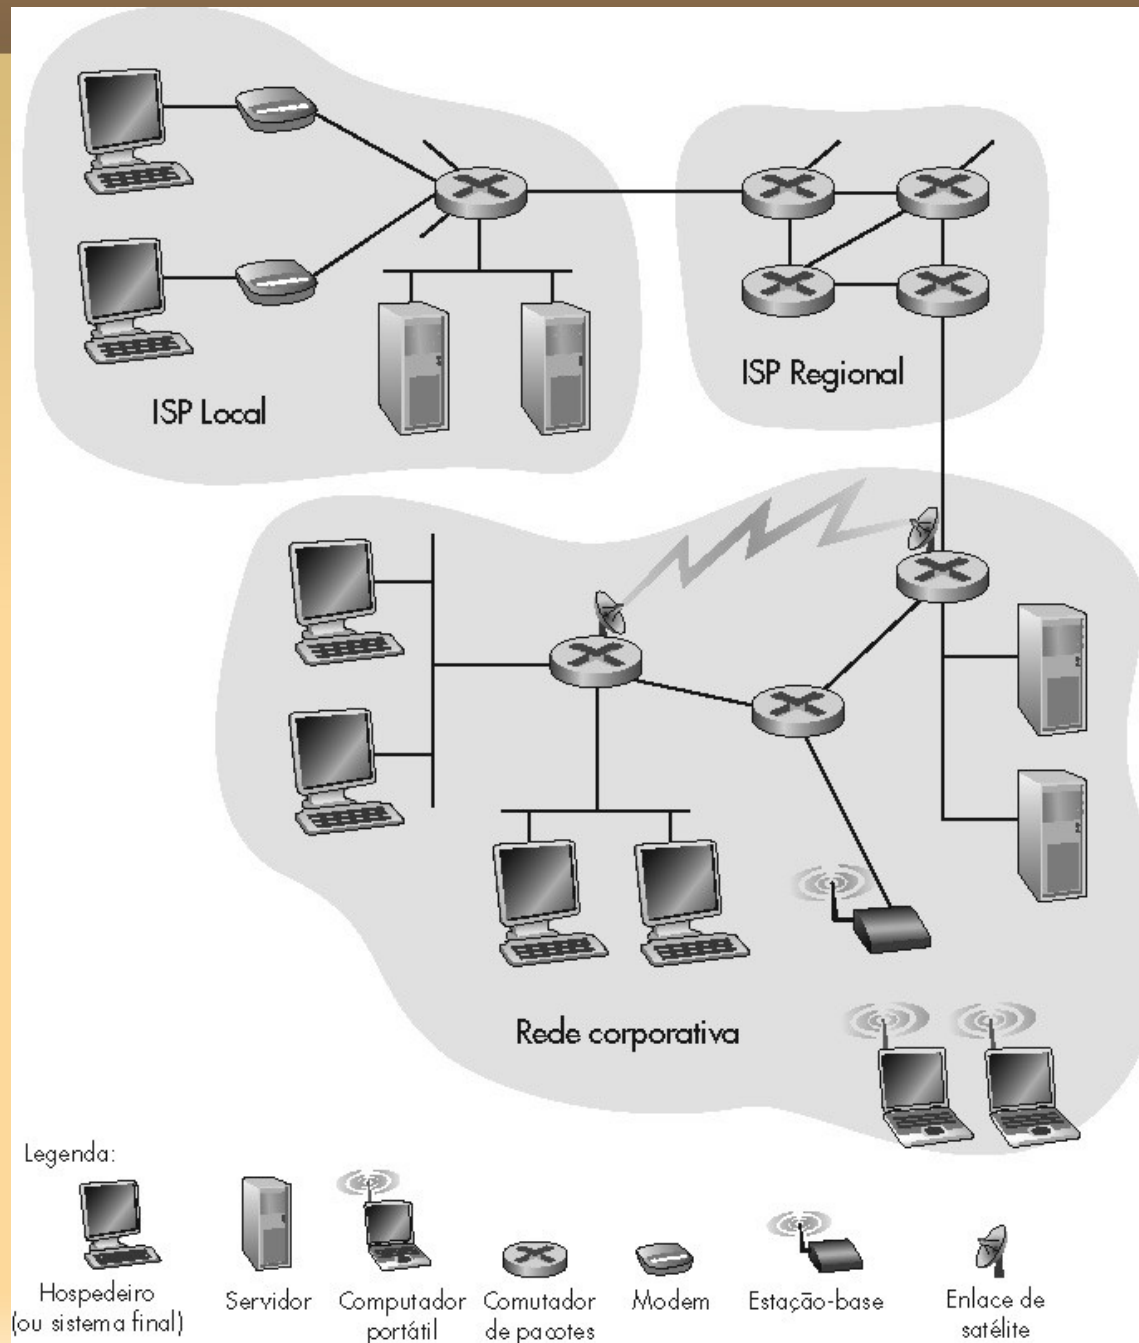 ISP Local
ISP Regional
Rede corporativa
Legenda:
Hospedeiro
(ou sistema final)
Servidor
Computador
portátil
Comutador
de pacotes
Modem
Estação-base
Enlace de
satélite